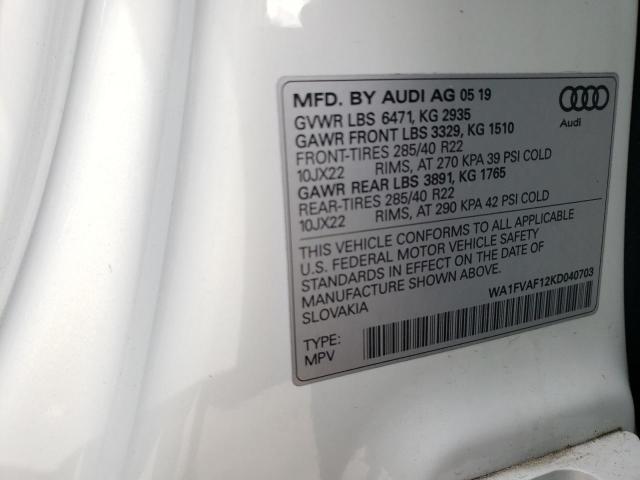 MFD. BY AUDI AG 05 19
GVWR LBS 6471, KG 2935
GAWR FRONT LBS 3329, KG 1510
FRONT-TIRES 285/40 R22
10JX22 RIMS, AT 270 KPA 39 PSI COLD
GAWR REAR LBS 3891, KG 1765
REAR-TIRES 285/40 R22
10JX22 RIMS, AT 290 KPA 42 PSI COLD
Audi
THIS VEHICLE CONFORMS TO ALL APPLICABLE
U.S. FEDERAL MOTOR VEHICLE SAFETY
STANDARDS IN EFFECT ON THE DATE OF
MANUFACTURE SHOWN ABOVE.
SLOVAKIA
WA1FVAF12KD040703
TYPE:
MPV